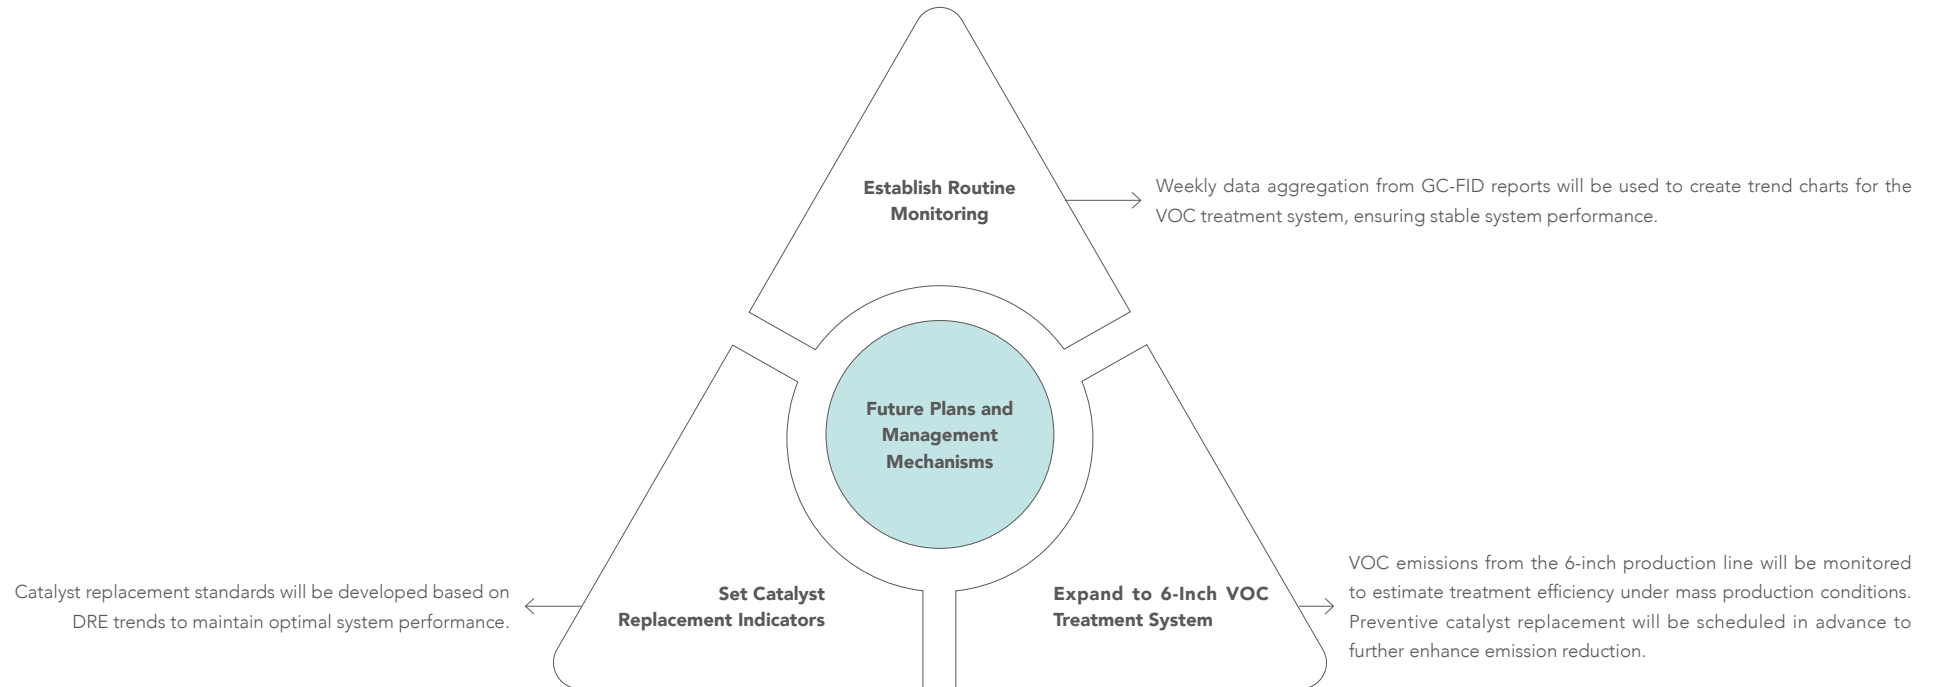 Establish Routine
Monitoring
Weekly data aggregation from GC-FID reports will be used to create trend charts for the
VOC treatment system, ensuring stable system performance.
Future Plans and
Management
Mechanisms
Catalyst replacement standards will be developed based on
DRE trends to maintain optimal system performance.
Set Catalyst
Replacement Indicators
Expand to 6-Inch VOC
Treatment System
VOC emissions from the 6-inch production line will be monitored
to estimate treatment efficiency under mass production conditions.
Preventive catalyst replacement will be scheduled in advance to
further enhance emission reduction.